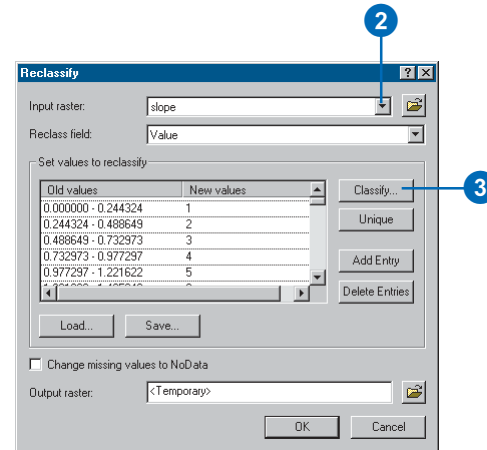 2
Reclassify
Input raster: slope
Reclass field: Value
Set values to reclassify
Old values New values
0.000000 - 0.244324 1
0.244324 - 0.488649 2
0.488649 - 0.732973 3
0.732973 - 0.977297 4
0.977297 - 1.221622 5
Classify... 3
Unique
Add Entry
Delete Entries
Load... Save...
Change missing values to NoData
Output raster: <Temporary>
OK Cancel